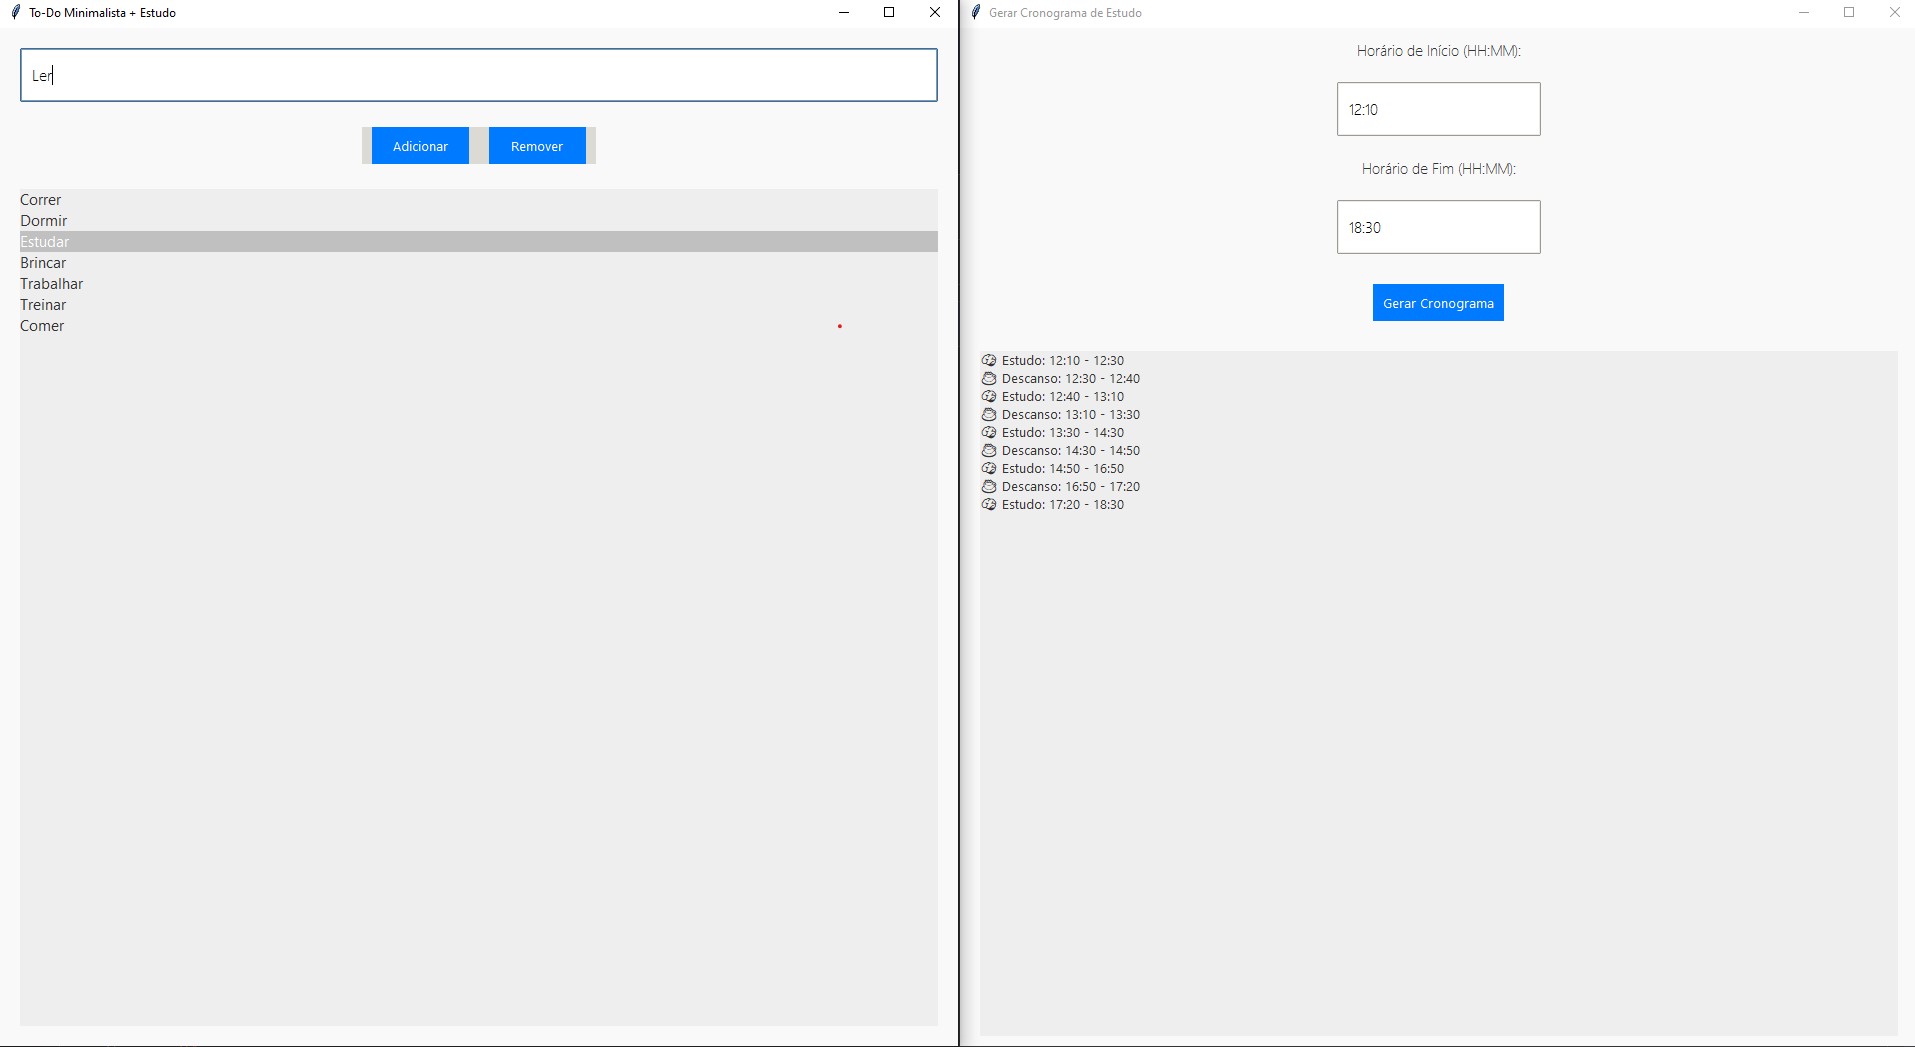 To-Do Minimalista + Estudo
Ler
Adicionar
Remover
Correr
Dormir
Estudar
Brincar
Trabalhar
Treinar
Comer
Gerar Cronograma de Estudo
Horário de Início (HH:MM):
12:10
Horário de Fim (HH:MM):
18:30
Gerar Cronograma
Estudo: 12:10 - 12:30
Descanso: 12:30 - 12:40
Estudo: 12:40 - 13:10
Descanso: 13:10 - 13:30
Estudo: 13:30 - 14:30
Descanso: 14:30 - 14:50
Estudo: 14:50 - 16:50
Descanso: 16:50 - 17:20
Estudo: 17:20 - 18:30